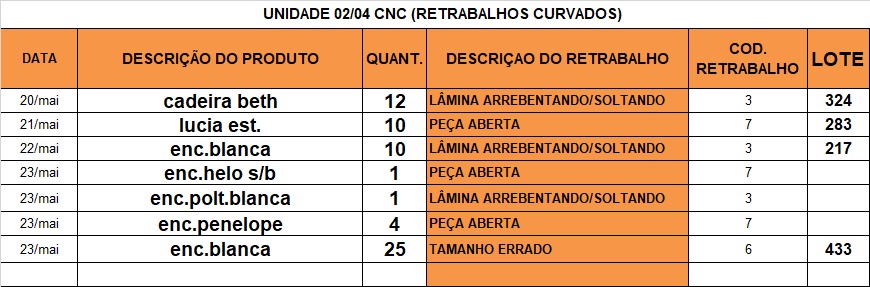 UNIDADE 02/04 CNC (RETRABALHOS CURVADOS)
DATA DESCRIÇÃO DO PRODUTO QUANT. DESCRIÇAO DO RETRABALHO COD. RETRABALHO LOTE
20/mai cadeira beth 12 LÂMINA ARREBENTANDO/SOLTANDO 3 324
21/mai lucia est. 10 PEÇA ABERTA 7 283
22/mai enc.blanca 10 LÂMINA ARREBENTANDO/SOLTANDO 3 217
23/mai enc.helo s/b 1 PEÇA ABERTA 7
23/mai enc.polt.blanca 1 LÂMINA ARREBENTANDO/SOLTANDO 3
23/mai enc.penelope 4 PEÇA ABERTA 7
23/mai enc.blanca 25 TAMANHO ERRADO 6 433